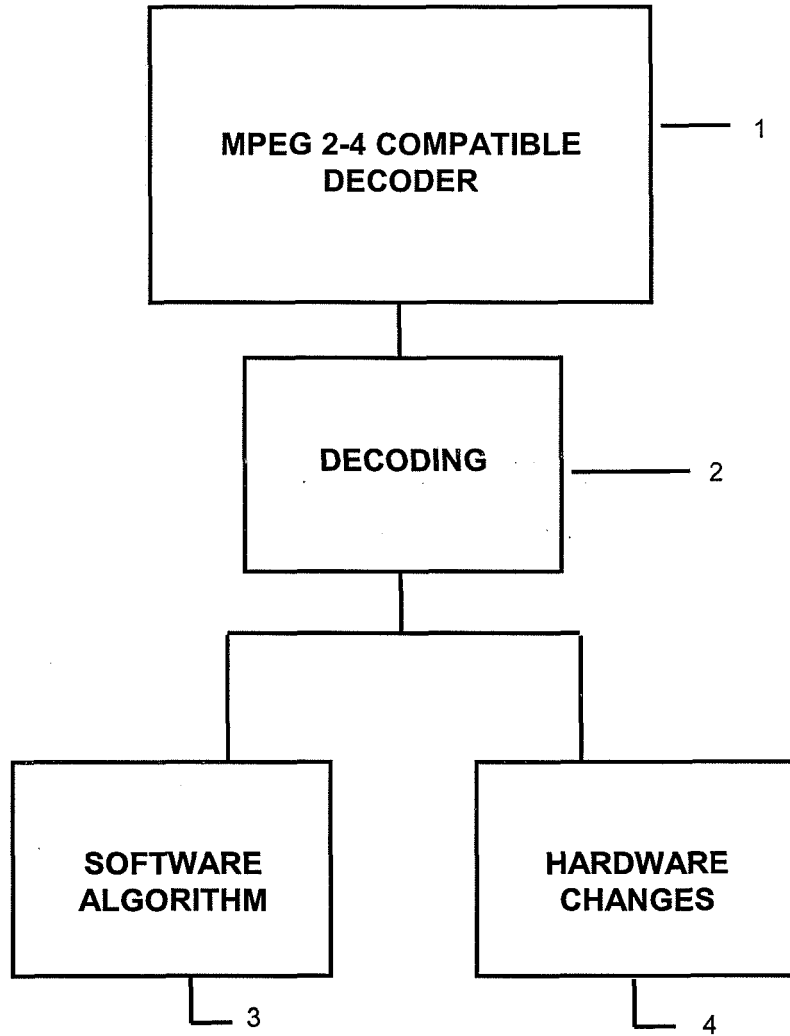 MPEG 2-4 COMPATIBLE
DECODER
1
DECODING
2
SOFTWARE
ALGORITHM
HARDWARE
CHANGES
3
4